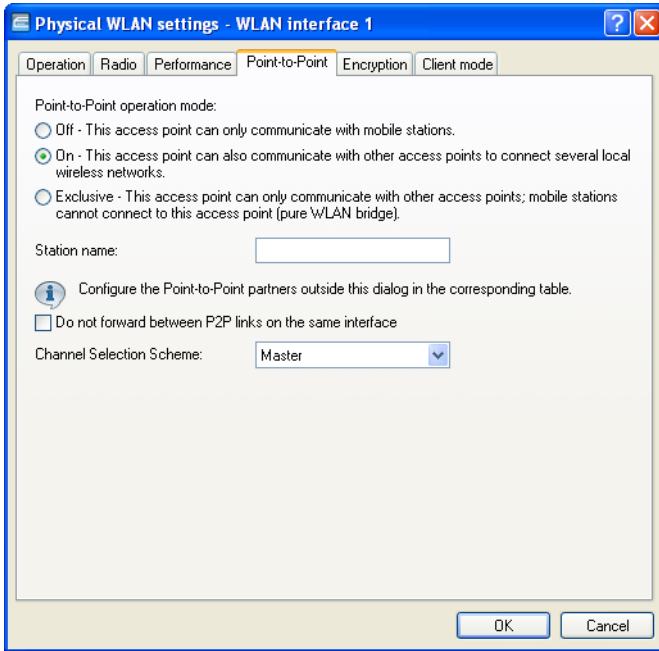 Physical WLAN settings - WLAN interface 1
Operation Radio Performance Point-to-Point Encryption Client mode
Point-to-Point operation mode:
Off - This access point can only communicate with mobile stations.
On - This access point can also communicate with other access points to connect several local
wireless networks.
Exclusive - This access point can only communicate with other access points; mobile stations
cannot connect to this access point (pure WLAN bridge).
Station name:
Configure the Point-to-Point partners outside this dialog in the corresponding table.
Do not forward between P2P links on the same interface
Channel Selection Scheme: Master
OK Cancel